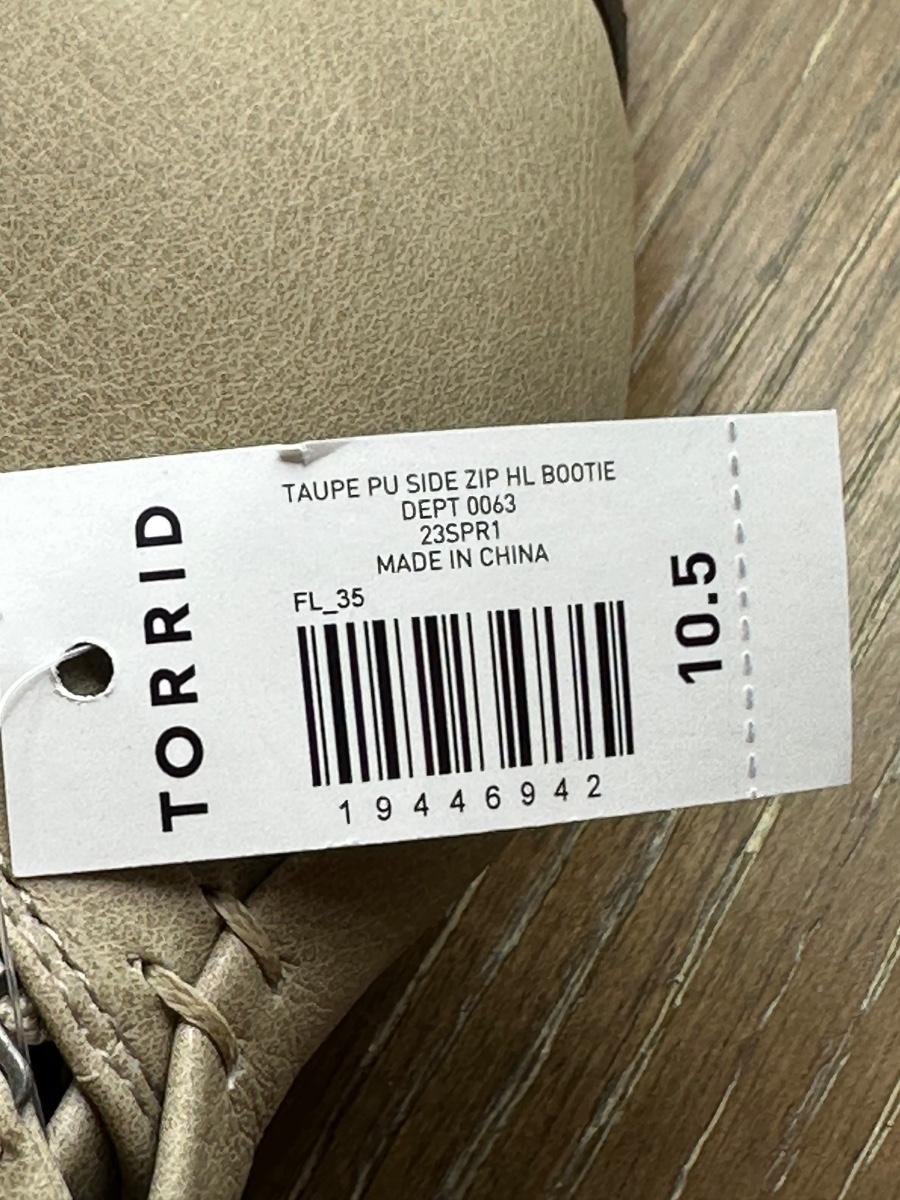 TORRID
TAUPE PU SIDE ZIP HL BOOTIE
DEPT 0063
23SPR1
MADE IN CHINA
FL_35
19446942
10.5